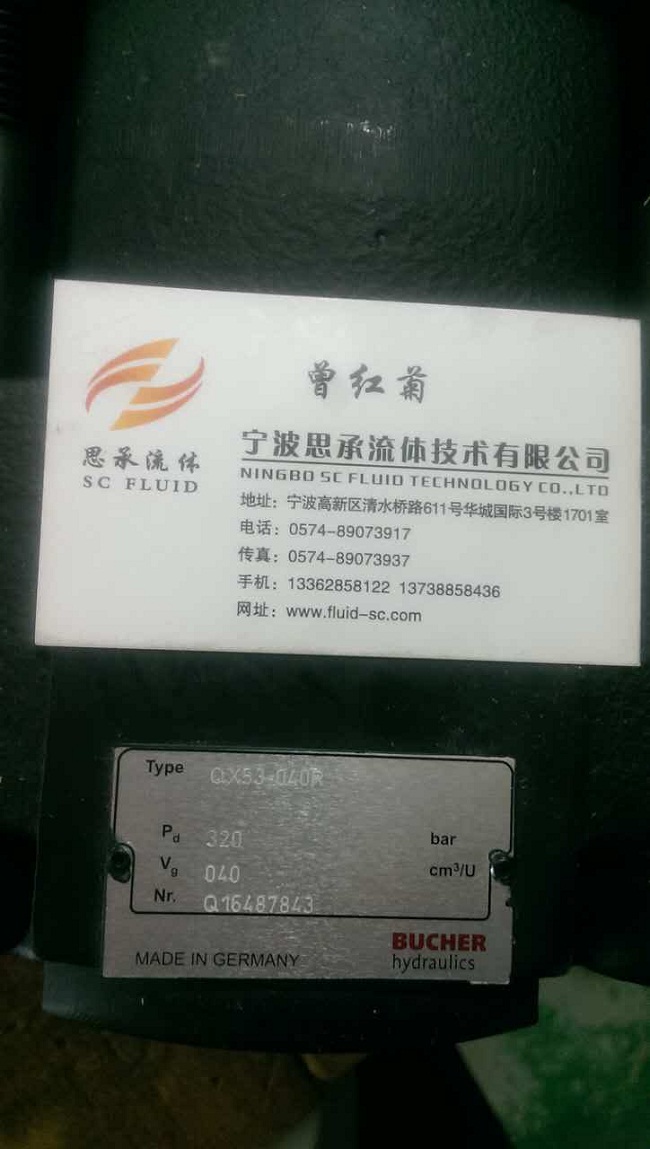 曾红菊
思承流体
SC FLUID
宁波思承流体技术有限公司
NINGBO SC FLUID TECHNOLOGY CO.,LTD
地址：宁波高新区清水桥路611号华城国际3号楼1701室
电话：0574-89073917
传真：0574-89073937
手机：13362858122 13738858436
网址：www.fluid-sc.com
Type QX53-040R
Pd 320 bar
Vg 040 cm³/U
Nr. Q16487843
MADE IN GERMANY
BUCHER
hydraulics